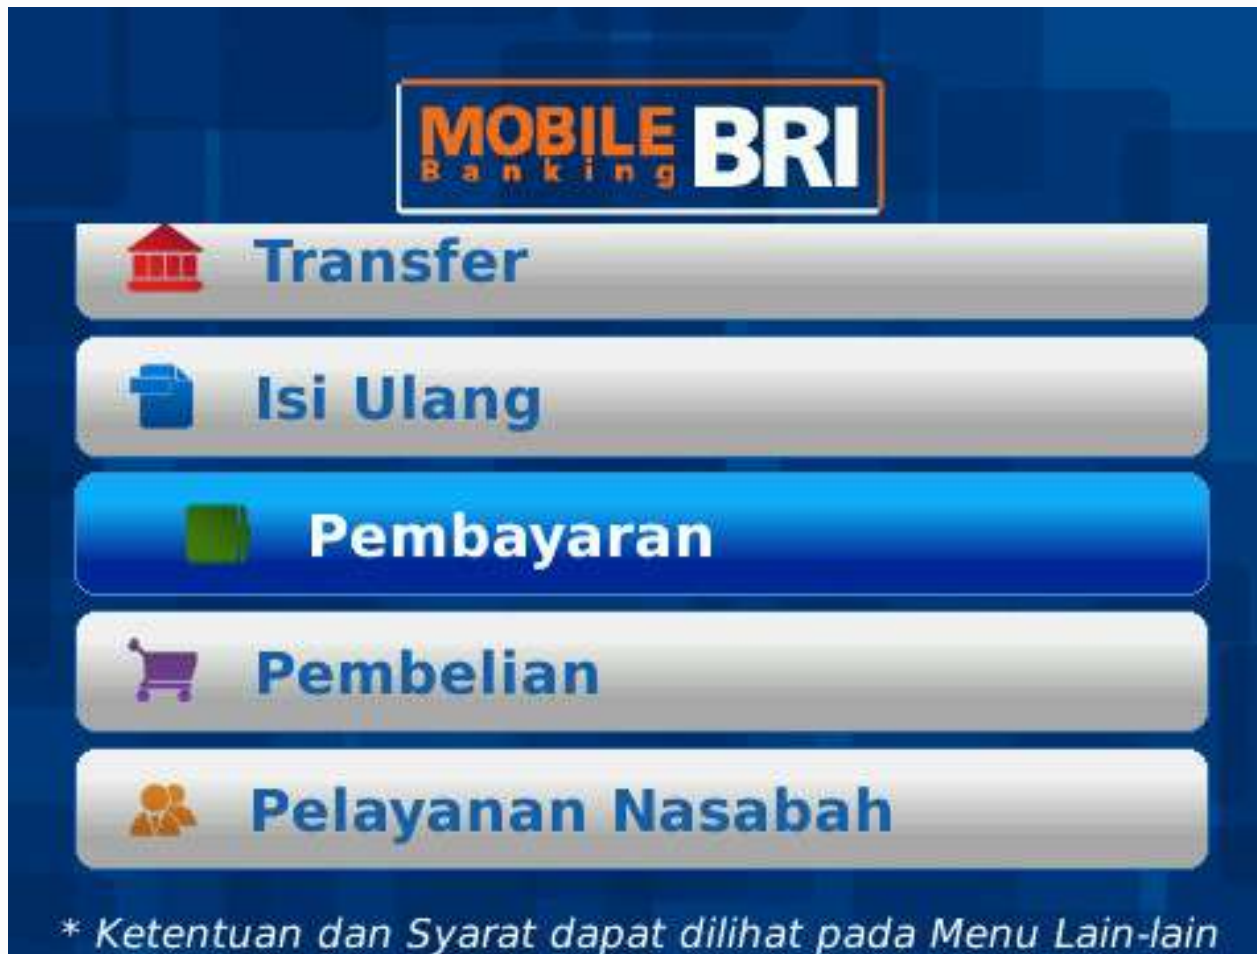 MOBILE BRI
Banking
Transfer
Isi Ulang
Pembayaran
Pembelian
Pelayanan Nasabah
* Ketentuan dan Syarat dapat dilihat pada Menu Lain-lain